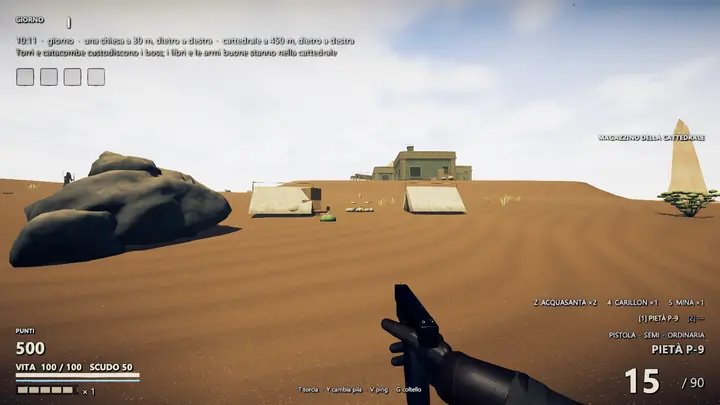 GIORNO
10:11 · giorno · una chiesa a 30 m, dietro a destra · cattedrale a 450 m, dietro a destra
Torri e catacombe custodiscono i boss; i libri e le armi buone stanno nella cattedrale
MAGAZZINO DELLA CATTEDRALE
Z ACQUASANTA ×2 4 CARILLON ×1 5 MINA ×1
[1] PIETÀ P-9 [2] —
PISTOLA · SEMI · ORDINARIA
PIETÀ P-9
15 / 90
PUNTI
500
VITA 100 / 100 SCUDO 50
× 1
T torcia · Y cambia pila · V ping · G coltello